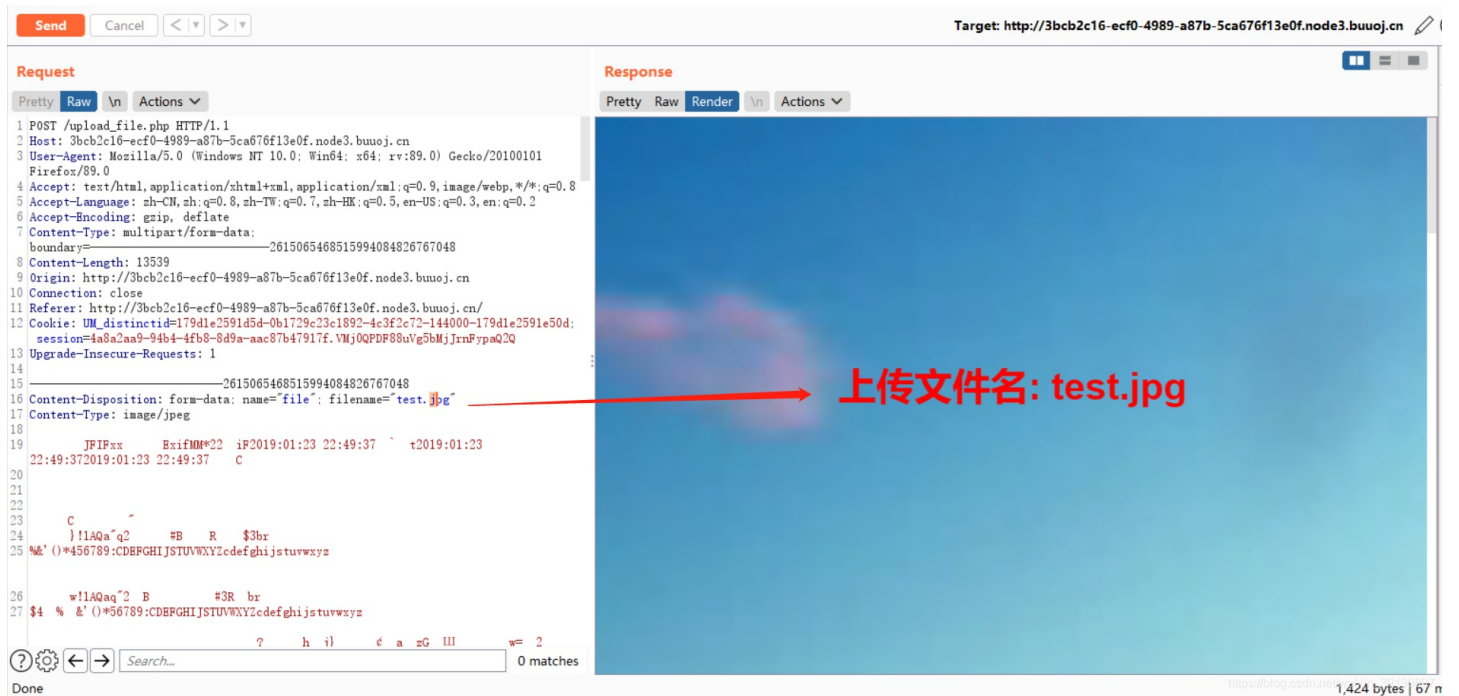 Send Cancel < > Target: http://3bcb2c16-ecf0-4989-a87b-5ca676f13e0f.node3.buuoj.cn
Request
Pretty Raw \n Actions
1 POST /upload_file.php HTTP/1.1
2 Host: 3bcb2c16-ecf0-4989-a87b-5ca676f13e0f.node3.buuoj.cn
3 User-Agent: Mozilla/5.0 (Windows NT 10.0; Win64; x64; rv:89.0) Gecko/20100101
Firefox/89.0
4 Accept: text/html,application/xhtml+xml,application/xml;q=0.9,image/webp,*/*;q=0.8
5 Accept-Language: zh-CN,zh;q=0.8,zh-TW;q=0.7,zh-HK;q=0.5,en-US;q=0.3,en;q=0.2
6 Accept-Encoding: gzip, deflate
7 Content-Type: multipart/form-data;
boundary=---------------------------2615065468515994084826767048
8 Content-Length: 13539
9 Origin: http://3bcb2c16-ecf0-4989-a87b-5ca676f13e0f.node3.buuoj.cn
10 Connection: close
11 Referer: http://3bcb2c16-ecf0-4989-a87b-5ca676f13e0f.node3.buuoj.cn/
12 Cookie: UM_distinctid=179d1e2591d5d-0b1729c23c1892-4c3f2c72-144000-179d1e2591e50d;
session=4a8a2aa9-94b4-4fb8-8d9a-aac87b47917f.VMj0QPDF88uVg5bMjJrnFypaQ2Q
13 Upgrade-Insecure-Requests: 1
14
15 -----------------------------2615065468515994084826767048
16 Content-Disposition: form-data; name="file"; filename="test.jpg"
17 Content-Type: image/jpeg
18
19 JFIFxx ExifMM*22 iF2019:01:23 22:49:37 ` t2019:01:23
22:49:372019:01:23 22:49:37 C
20
21
22
23 C "
24 }!1AQa"q2 #B R $3br
25 %&'()*456789:CDEFGHIJSTUVWXYZcdefghijstuvwxyz
26 w!1AQaq"2 B #3R br
27 $4 % &'()*56789:CDEFGHIJSTUVWXYZcdefghijstuvwxyz
? h i} ¢ a zG Ш w= 2
? Search... 0 matches
Response
Pretty Raw Render \n Actions
上传文件名: test.jpg
Done
1,424 bytes | 67 m